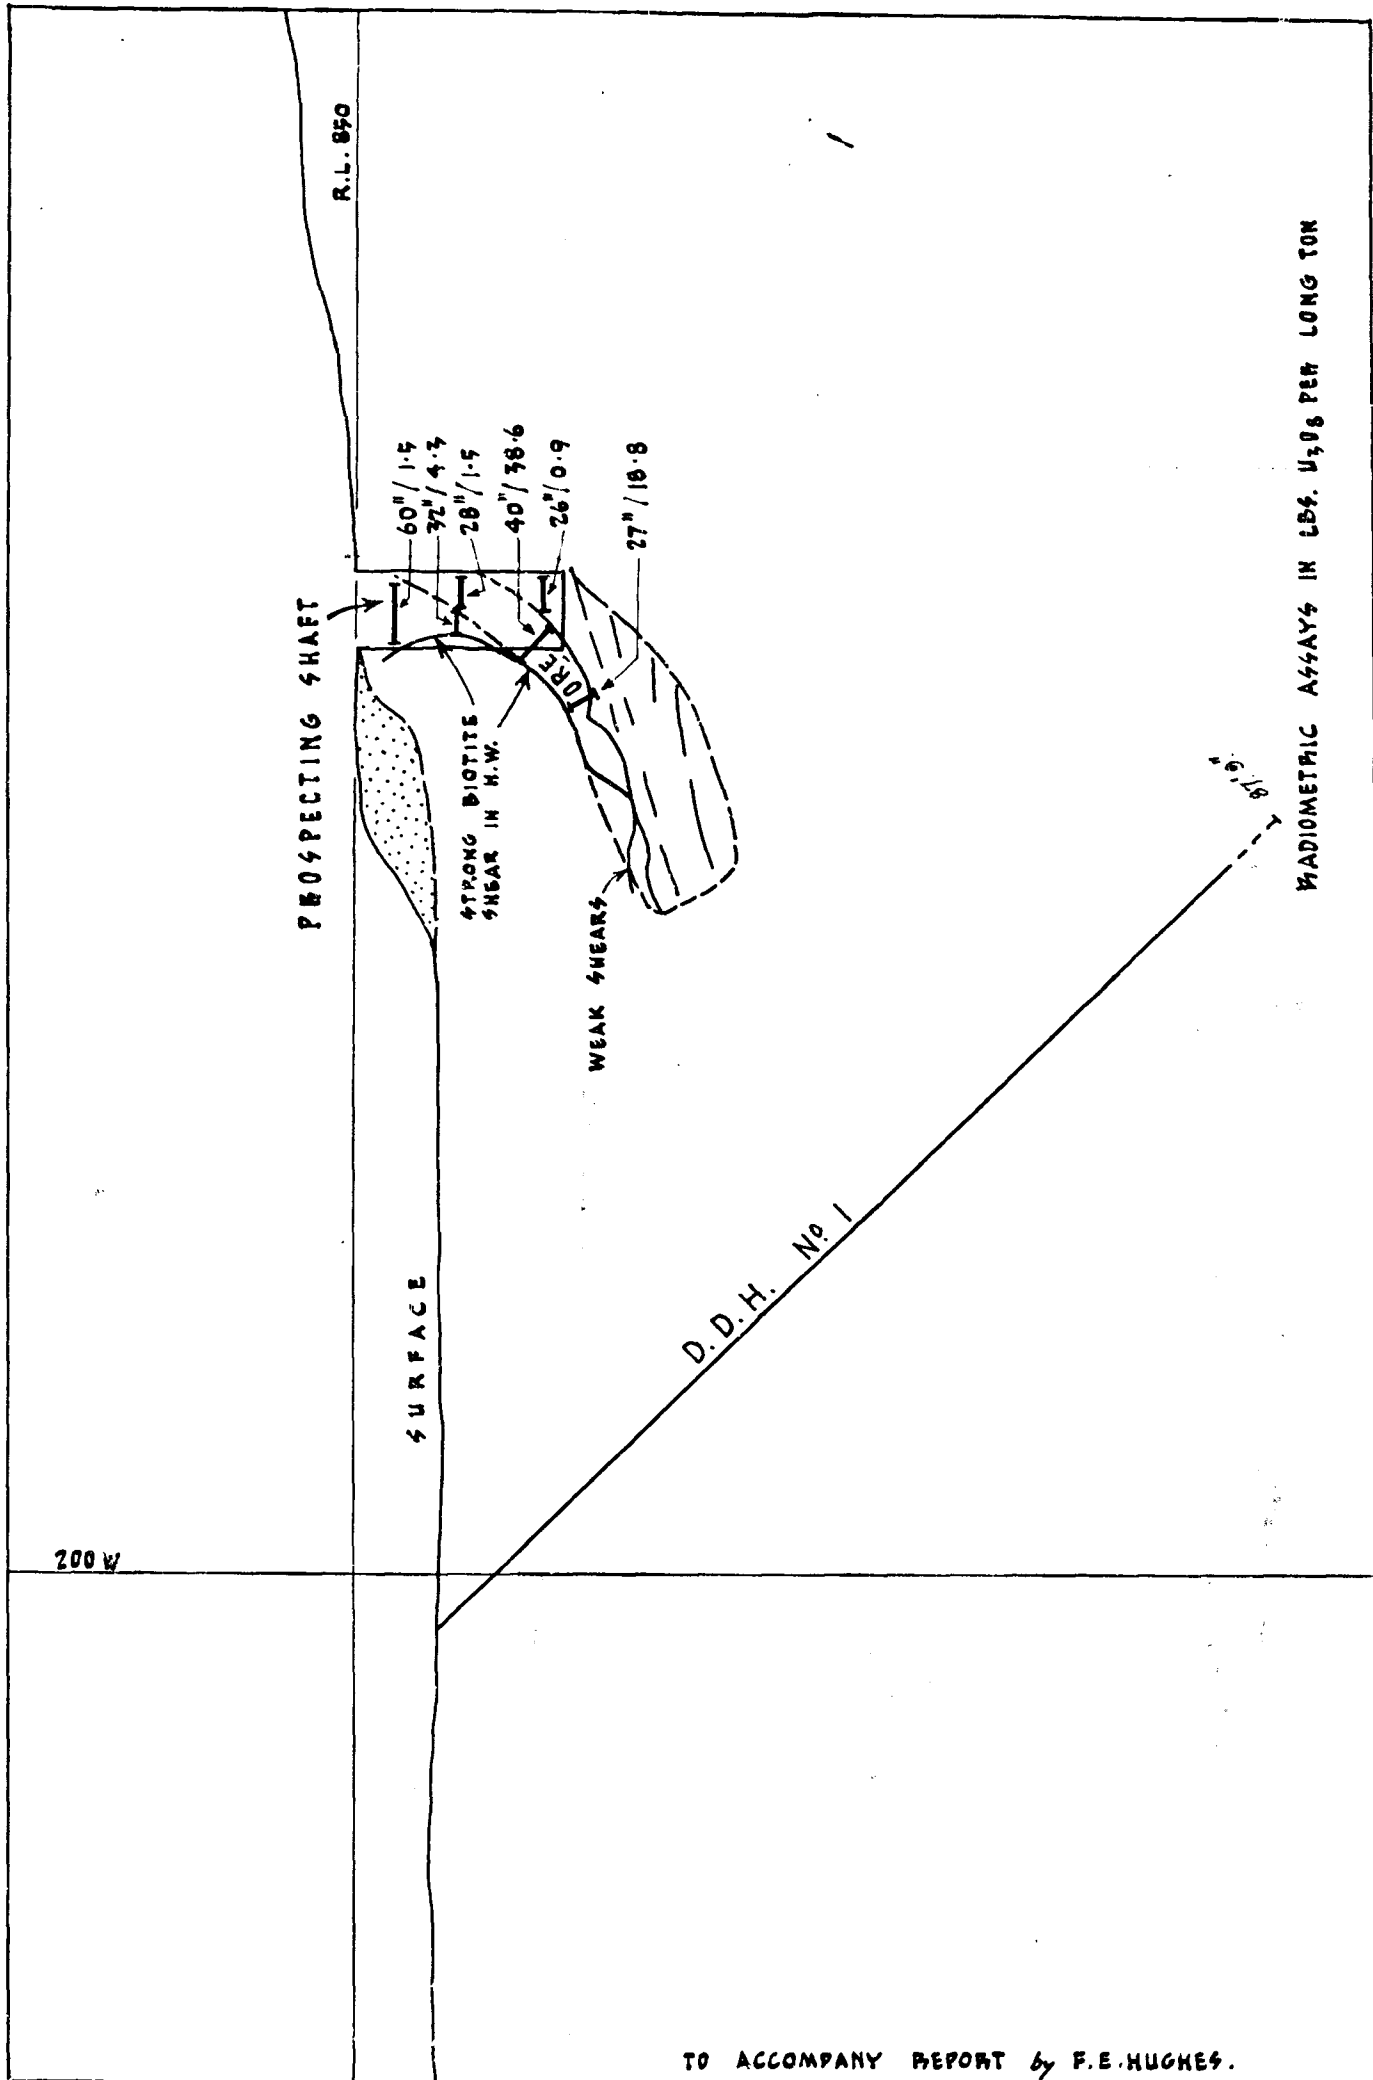 R.L. 850
PROSPECTING SHAFT
60"/1.5
32"/4.3
28"/1.5
40"/38.6
26"/0.9
27"/18.8
STRONG BIOTITE
SHEAR IN H.W.
ORE
WEAK SHEARS
SURFACE
200 W
D.D.H. No. 1
87'9"
RADIOMETRIC ASSAYS IN LBS. U3O8 PER LONG TON
TO ACCOMPANY REPORT by F.E.HUGHES.